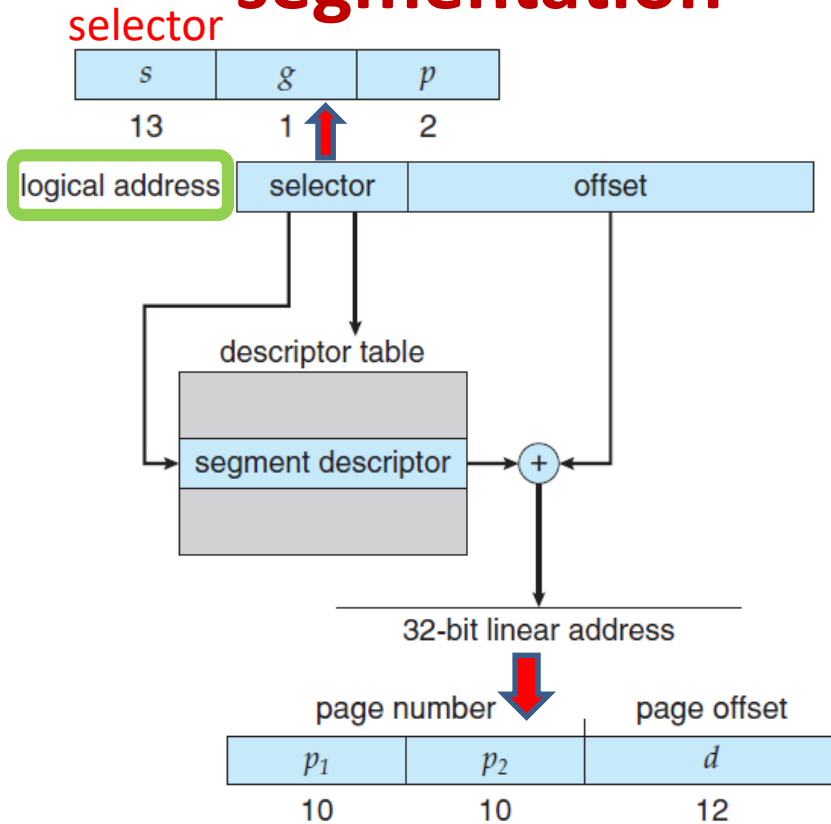 segmentation
selector
s g p
13 1 2
logical address selector offset
descriptor table
segment descriptor +
32-bit linear address
page number page offset
p1 p2 d
10 10 12